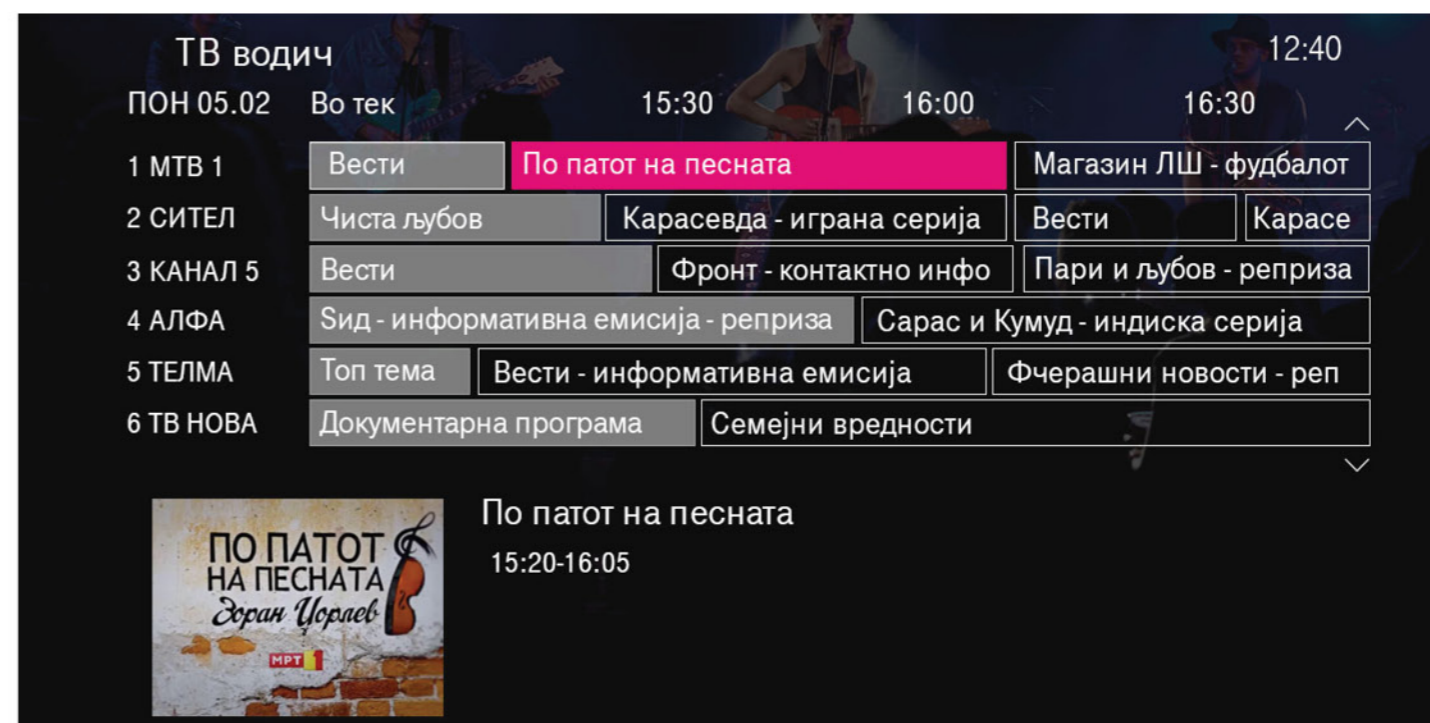 ТВ водич 12:40
ПОН 05.02 Во тек 15:30 16:00 16:30
1 МТВ 1 Вести По патот на песната Магазин ЛШ - фудбалот
2 СИТЕЛ Чиста љубов Карасевда - играна серија Вести Карасе
3 КАНАЛ 5 Вести Фронт - контактно инфо Пари и љубов - реприза
4 АЛФА Ѕид - информативна емисија - реприза Сарас и Кумуд - индиска серија
5 ТЕЛМА Топ тема Вести - информативна емисија Фчерашни новости - реп
6 ТВ НОВА Документарна програма Семејни вредности
По патот на песната
15:20-16:05
ПО ПАТОТ
НА ПЕСНАТА
Зоран Џорлев
МРТ 1